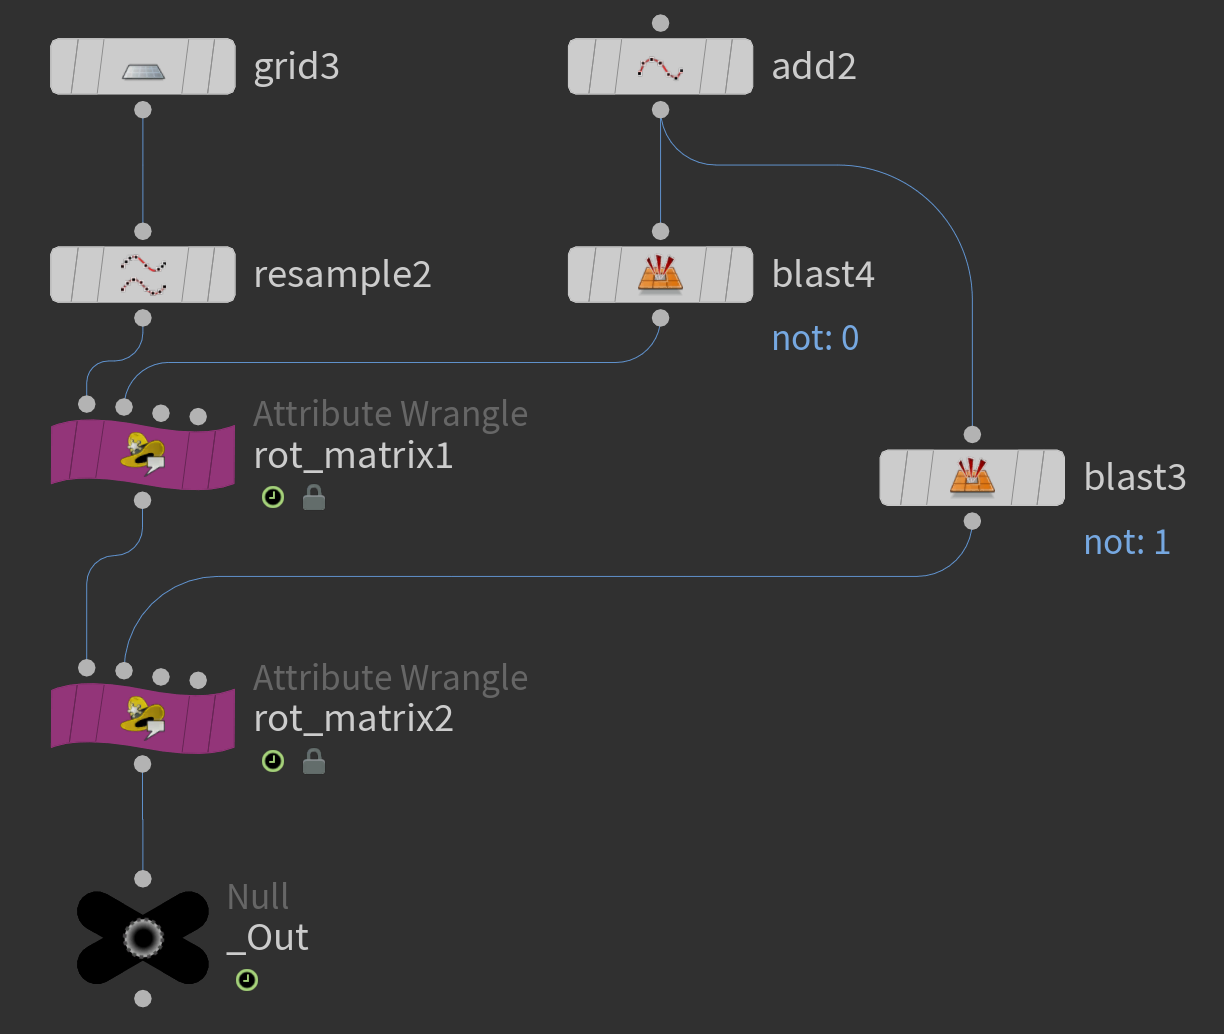 grid3
add2
resample2
blast4
not: 0
Attribute Wrangle
rot_matrix1
blast3
not: 1
Attribute Wrangle
rot_matrix2
Null
_Out